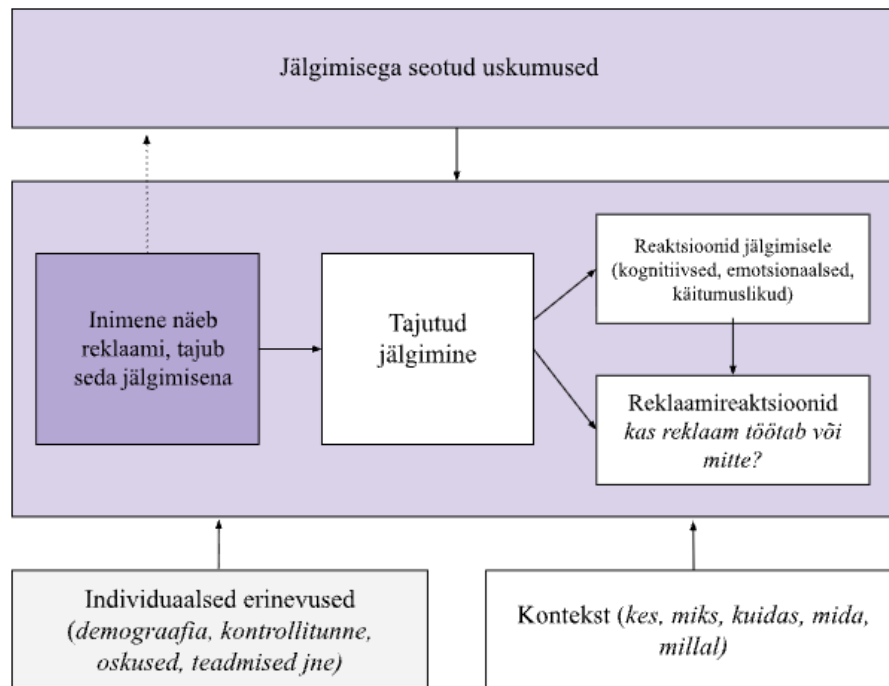 Jälgimisega seotud uskumused
Inimene näeb
reklaami, tajub
seda jälgimisena
Tajutud
jälgimine
Reaktsioonid jälgimisele
(kognitiivsed, emotsionaalsed,
käitumuslikud)
Reklaamireaktsioonid
kas reklaam töötab või
mitte?
Individuaalsed erinevused
(demograafia, kontrollitunne,
oskused, teadmised jne)
Kontekst (kes, miks, kuidas, mida,
millal)